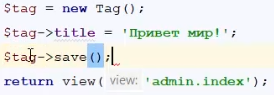 $tag = new Tag();
$tag->title = 'Привет мир!';
$tag->save();
return view( view: 'admin.index');